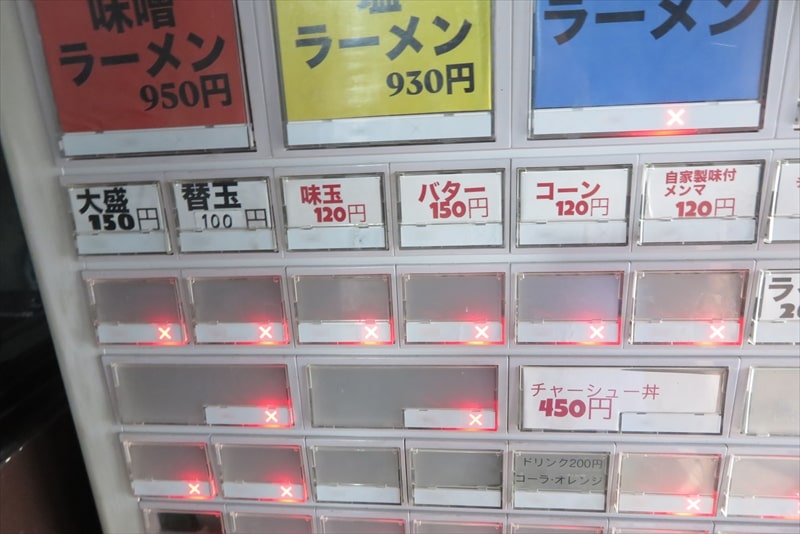 味噌
ラーメン
950円
塩
ラーメン
930円
ラーメン
大盛
150円
替玉
100円
味玉
120円
バター
150円
コーン
120円
自家製味付
メンマ
120円
チャーシュー丼
450円
ドリンク200円
コーラ・オレンジ